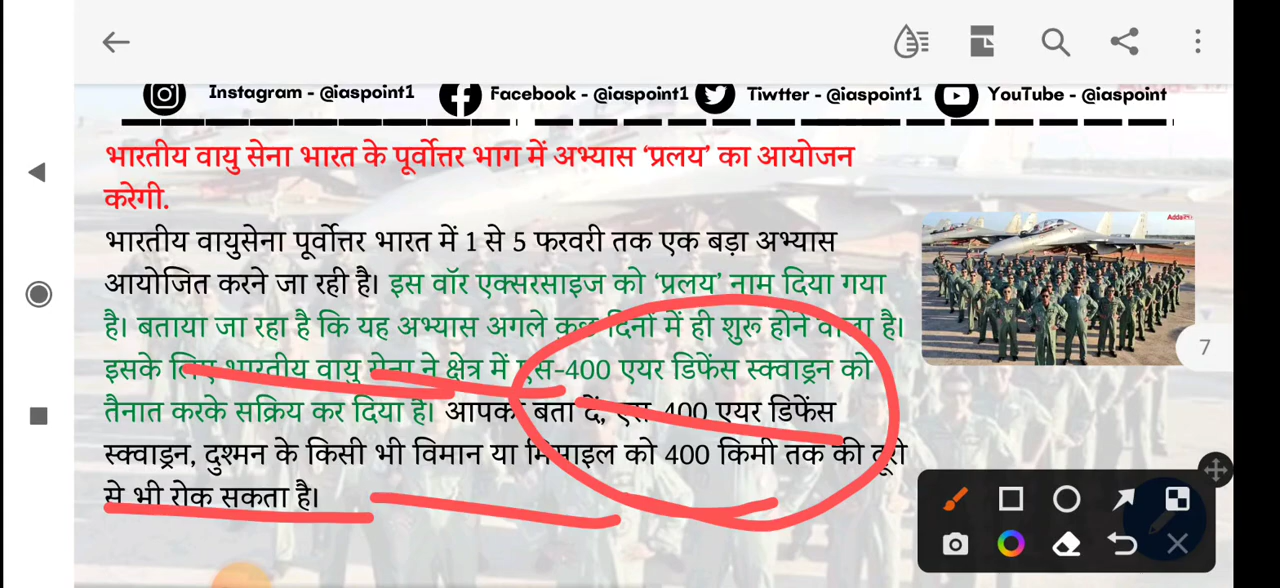 Instagram - @iaspoint1 Facebook - @iaspoint1 Tiwtter - @iaspoint1 YouTube - @iaspoint
भारतीय वायु सेना भारत के पूर्वोत्तर भाग में अभ्यास ‘प्रलय’ का आयोजन
करेगी.
भारतीय वायुसेना पूर्वोत्तर भारत में 1 से 5 फरवरी तक एक बड़ा अभ्यास
आयोजित करने जा रही है। इस वॉर एक्सरसाइज को ‘प्रलय’ नाम दिया गया
है। बताया जा रहा है कि यह अभ्यास अगले कुछ दिनों में ही शुरू होने वाला है।
इसके लिए भारतीय वायु सेना ने क्षेत्र में एस-400 एयर डिफेंस स्क्वाड्रन को
तैनात करके सक्रिय कर दिया है। आपको बता दें, एस-400 एयर डिफेंस
स्क्वाड्रन, दुश्मन के किसी भी विमान या मिसाइल को 400 किमी तक की दूरी
से भी रोक सकता है।
7